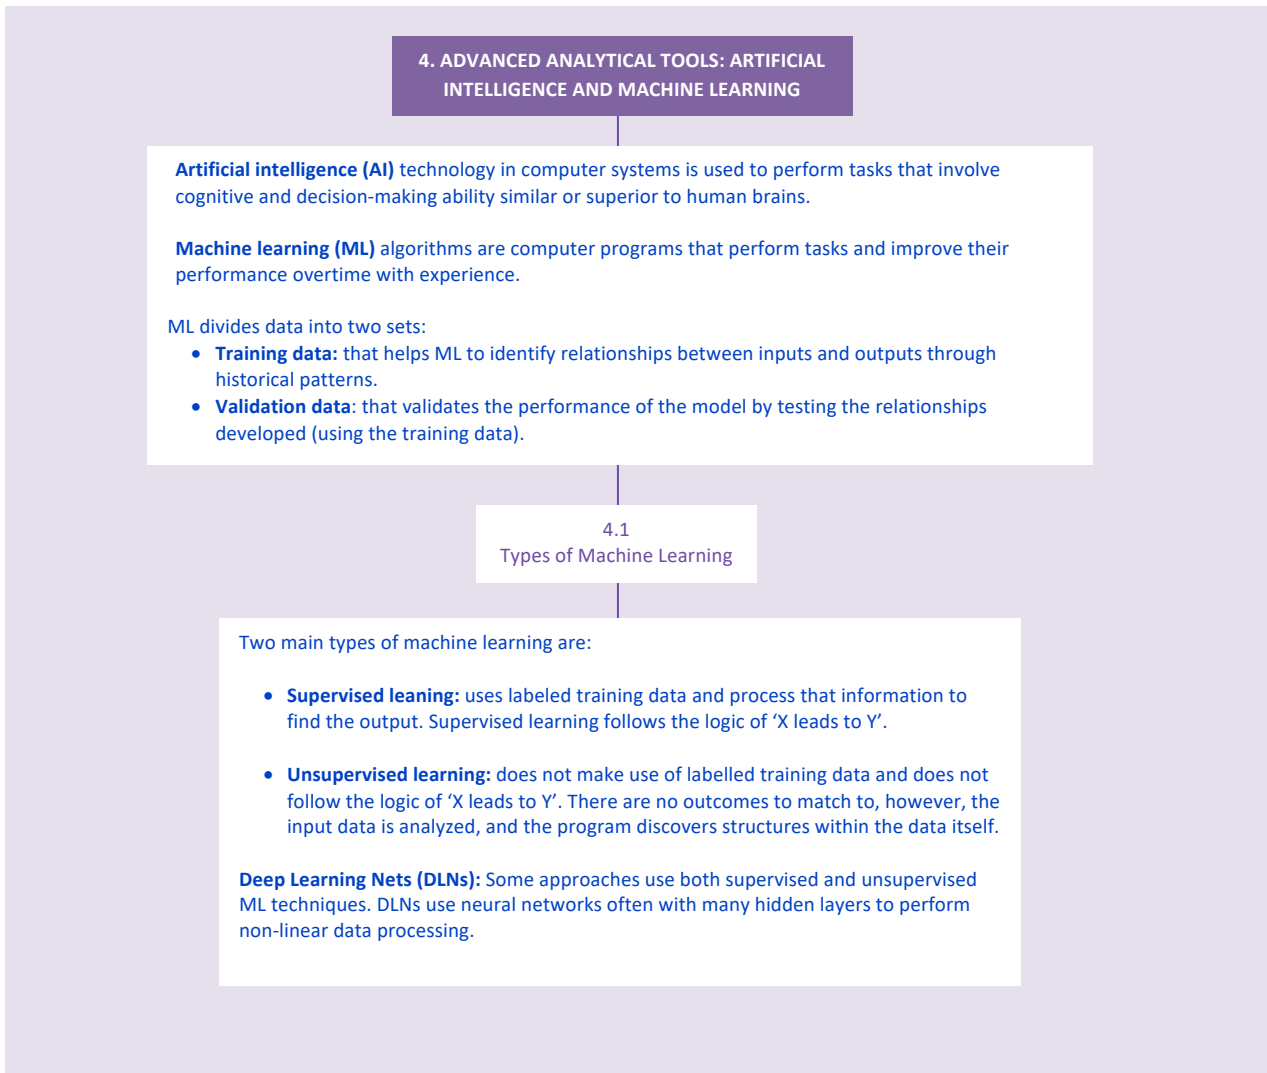 4. ADVANCED ANALYTICAL TOOLS: ARTIFICIAL
INTELLIGENCE AND MACHINE LEARNING
Artificial intelligence (AI) technology in computer systems is used to perform tasks that involve
cognitive and decision-making ability similar or superior to human brains.
Machine learning (ML) algorithms are computer programs that perform tasks and improve their
performance overtime with experience.
ML divides data into two sets:
• Training data: that helps ML to identify relationships between inputs and outputs through
historical patterns.
• Validation data: that validates the performance of the model by testing the relationships
developed (using the training data).
4.1
Types of Machine Learning
Two main types of machine learning are:
• Supervised leaning: uses labeled training data and process that information to
find the output. Supervised learning follows the logic of ‘X leads to Y’.
• Unsupervised learning: does not make use of labelled training data and does not
follow the logic of ‘X leads to Y’. There are no outcomes to match to, however, the
input data is analyzed, and the program discovers structures within the data itself.
Deep Learning Nets (DLNs): Some approaches use both supervised and unsupervised
ML techniques. DLNs use neural networks often with many hidden layers to perform
non-linear data processing.